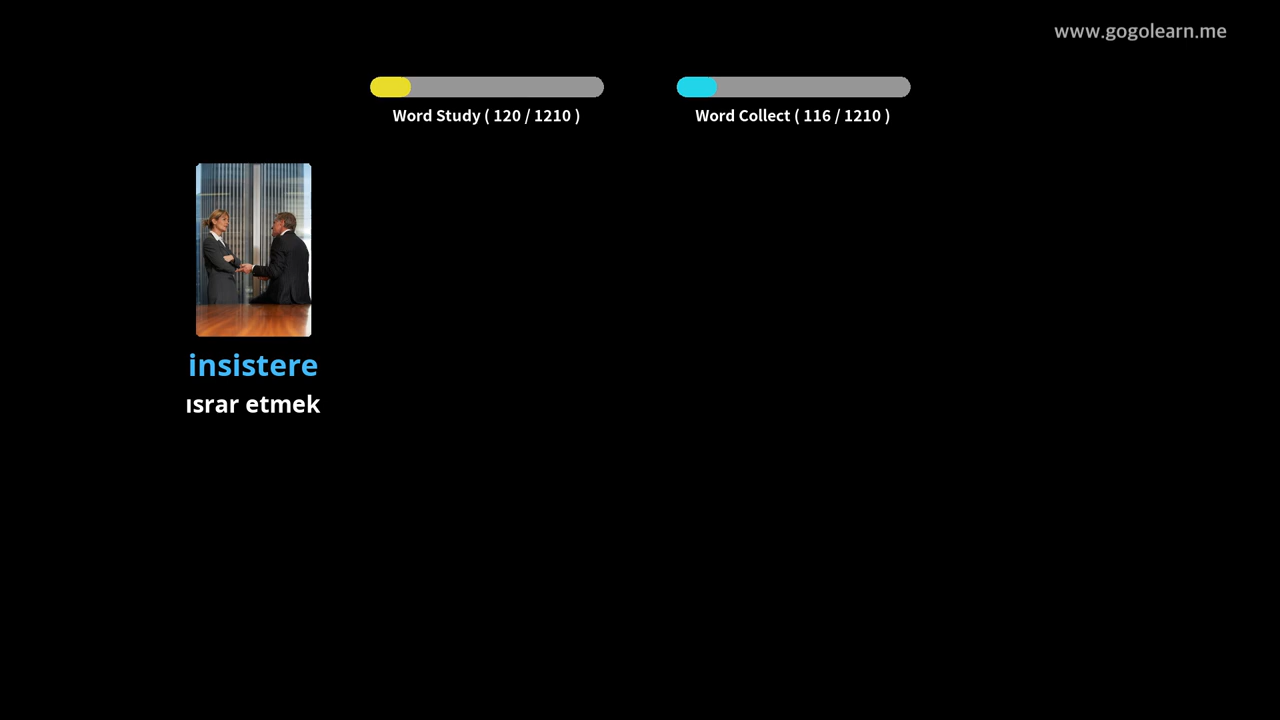 www.gogolearn.me
Word Study ( 120 / 1210 )
Word Collect ( 116 / 1210 )
insistere
ısrar etmek